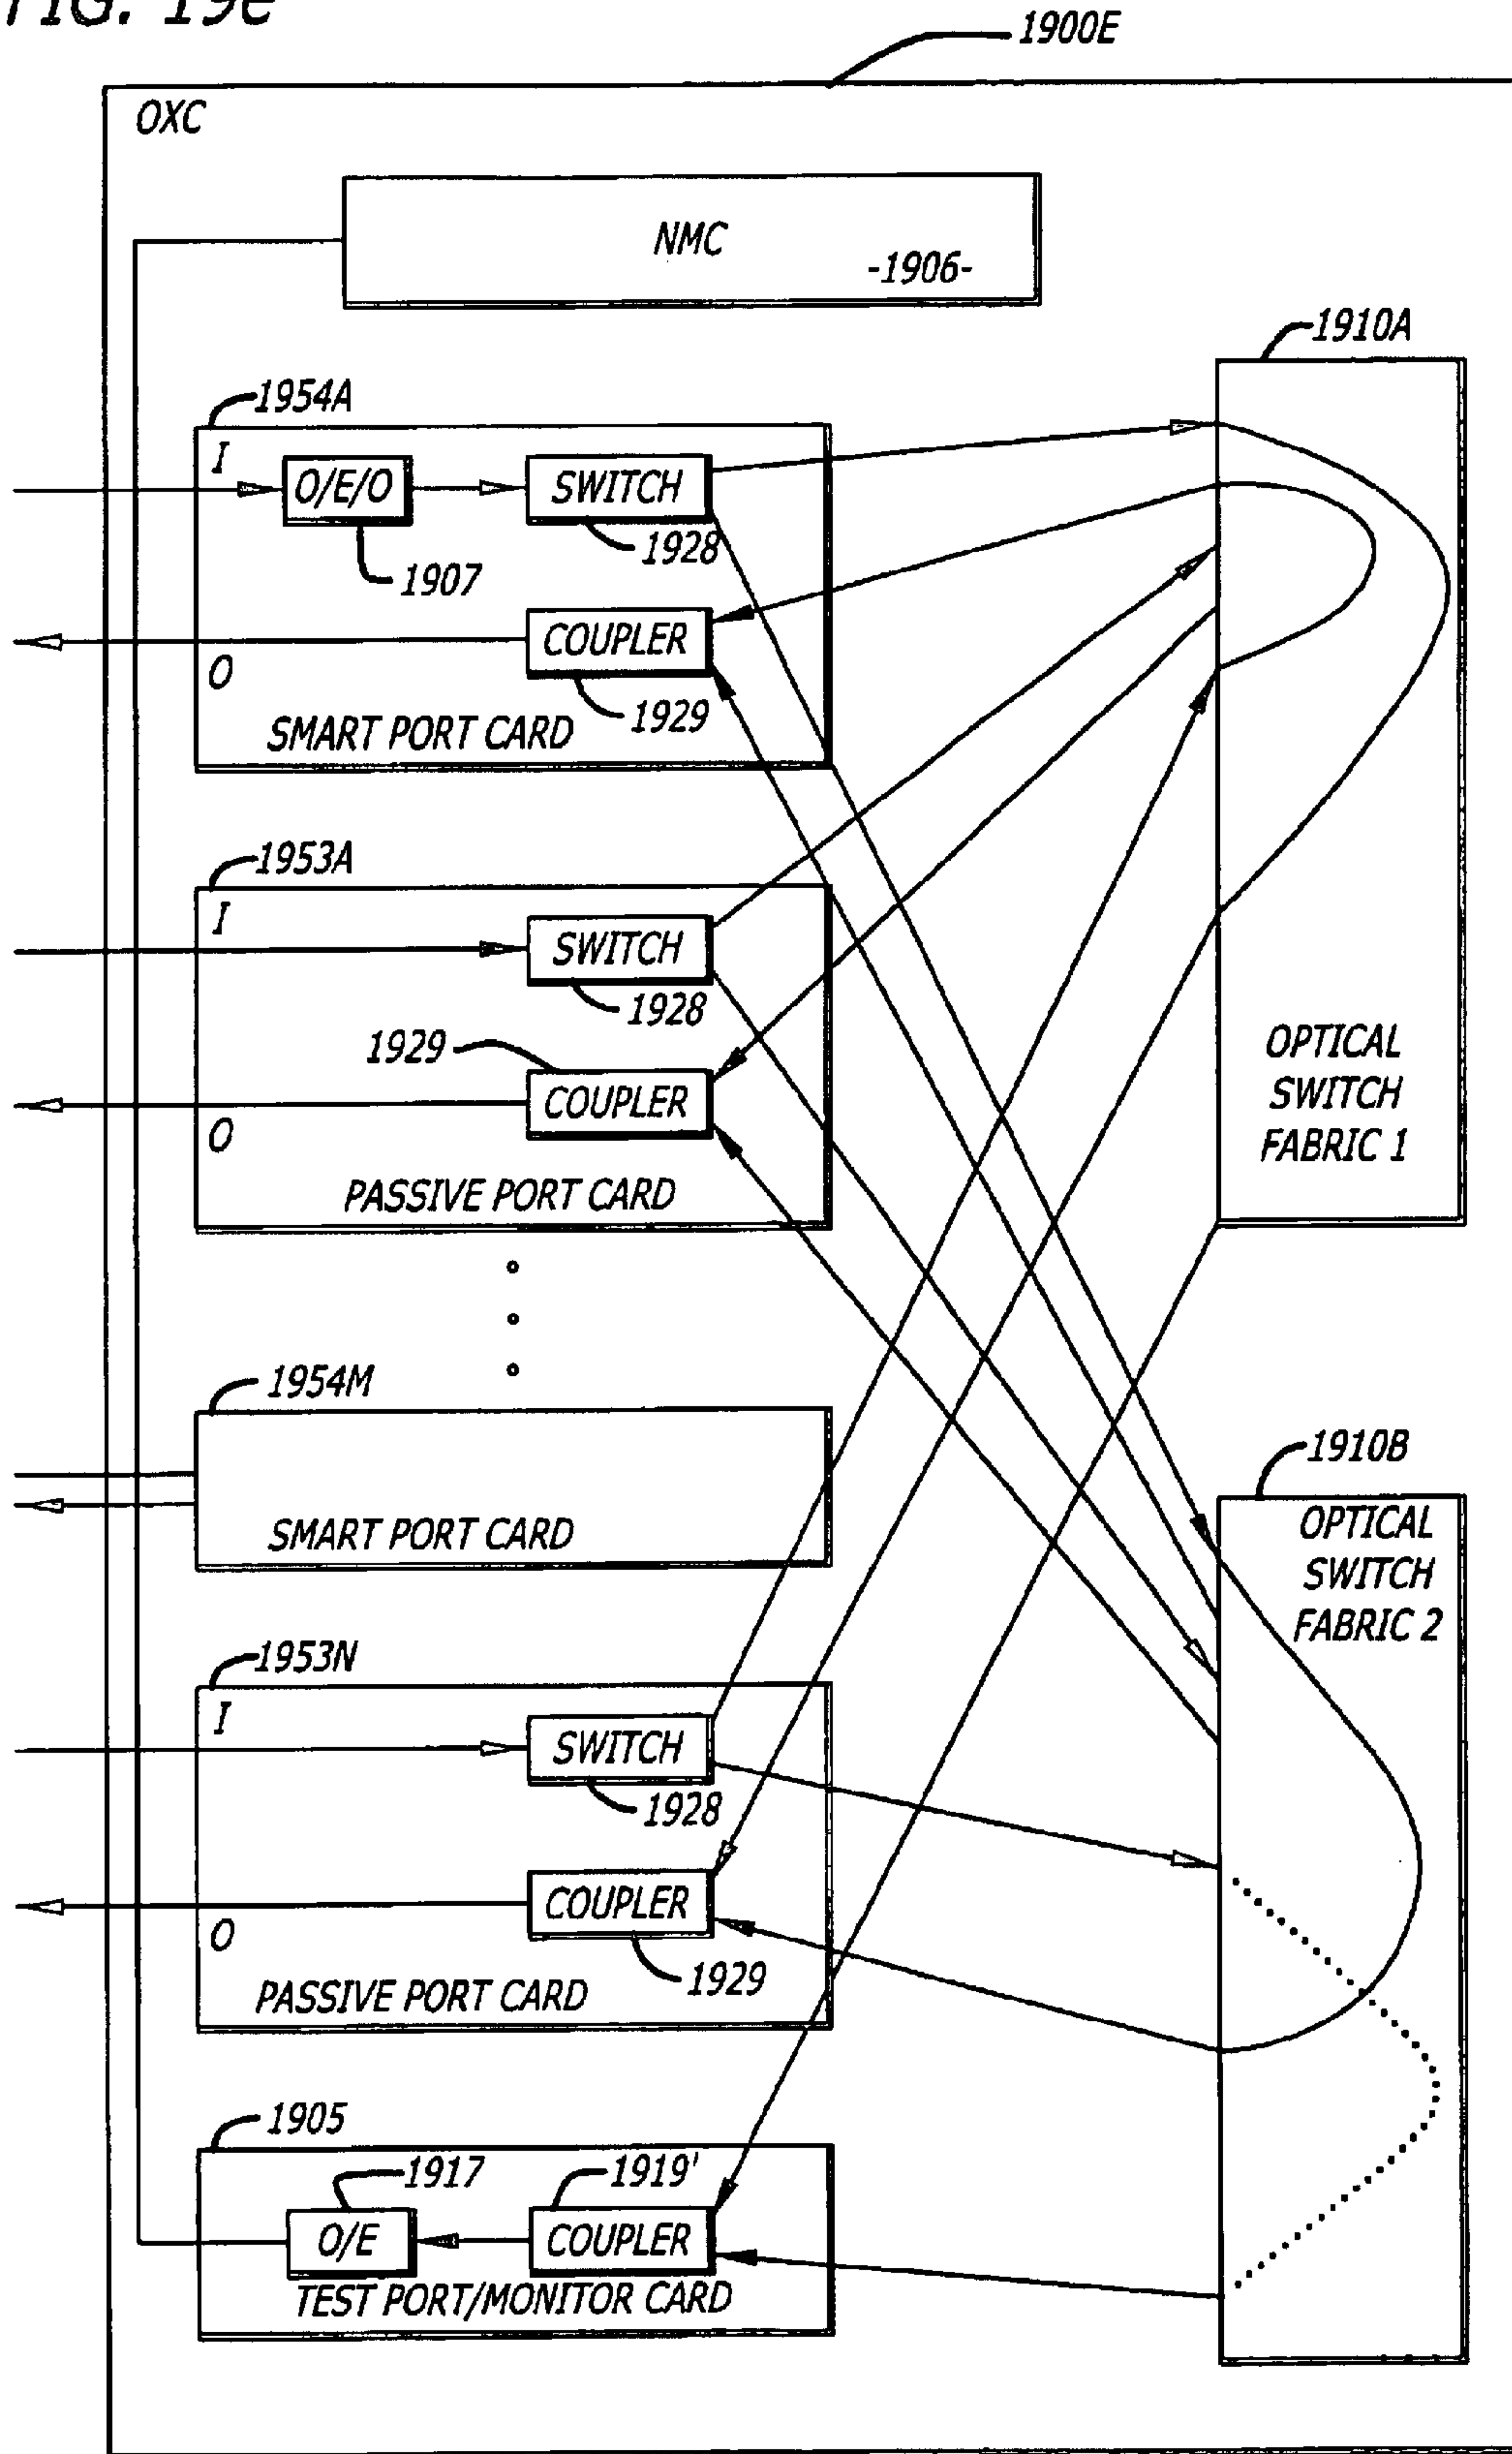 FIG. 19e
1900E
OXC
NMC
-1906-
1910A
1954A
I
O/E/O
SWITCH
1928
1907
COUPLER
O
1929
SMART PORT CARD
1953A
I
SWITCH
1928
1929
COUPLER
O
PASSIVE PORT CARD
OPTICAL
SWITCH
FABRIC 1
1954M
SMART PORT CARD
1910B
OPTICAL
SWITCH
FABRIC 2
1953N
I
SWITCH
1928
COUPLER
O
1929
PASSIVE PORT CARD
1905
1917
1919'
O/E
COUPLER
TEST PORT/MONITOR CARD